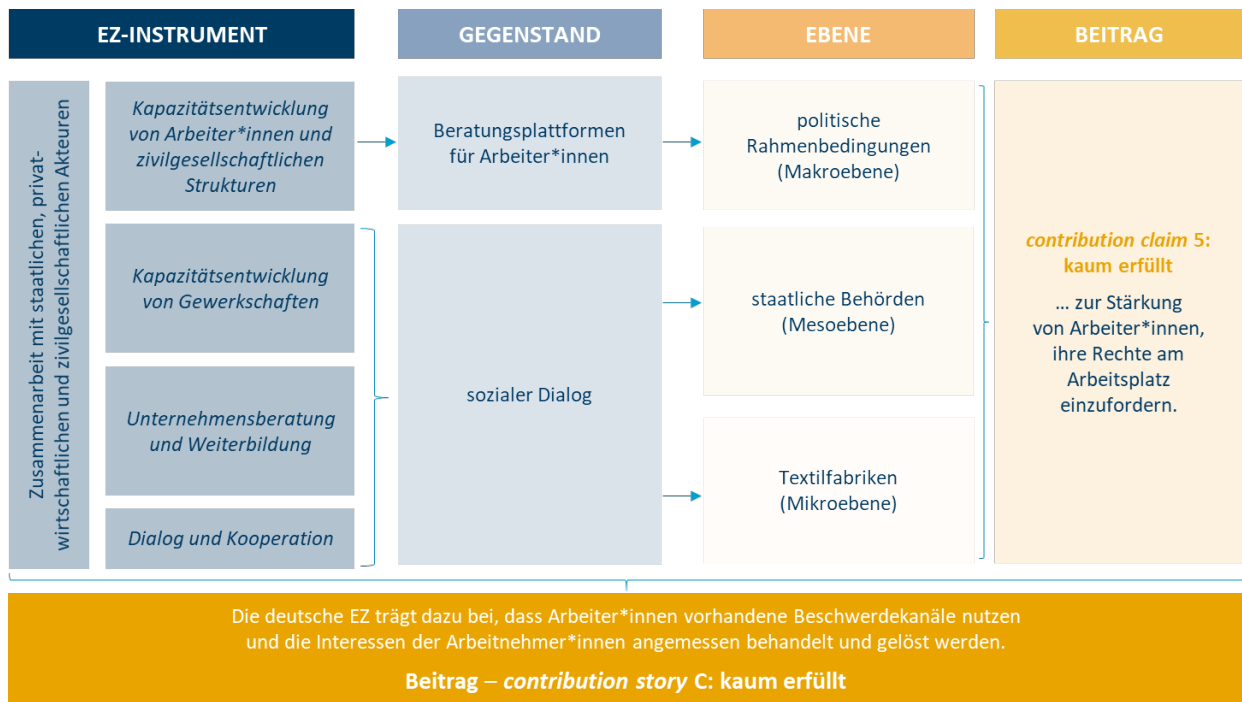 EZ-INSTRUMENT
GEGENSTAND
EBENE
BEITRAG
Zusammenarbeit mit staatlichen, privat-
wirtschaftlichen und zivilgesellschaftlichen Akteuren
Kapazitätsentwicklung
von Arbeiter*innen und
zivilgesellschaftlichen
Strukturen
Kapazitätsentwicklung
von Gewerkschaften
Unternehmensberatung
und Weiterbildung
Dialog und Kooperation
Beratungsplattformen
für Arbeiter*innen
sozialer Dialog
politische
Rahmenbedingungen
(Makroebene)
staatliche Behörden
(Mesoebene)
Textilfabriken
(Mikroebene)
contribution claim 5:
kaum erfüllt
... zur Stärkung
von Arbeiter*innen,
ihre Rechte am
Arbeitsplatz
einzufordern.
Die deutsche EZ trägt dazu bei, dass Arbeiter*innen vorhandene Beschwerdekanäle nutzen
und die Interessen der Arbeitnehmer*innen angemessen behandelt und gelöst werden.
Beitrag – contribution story C: kaum erfüllt